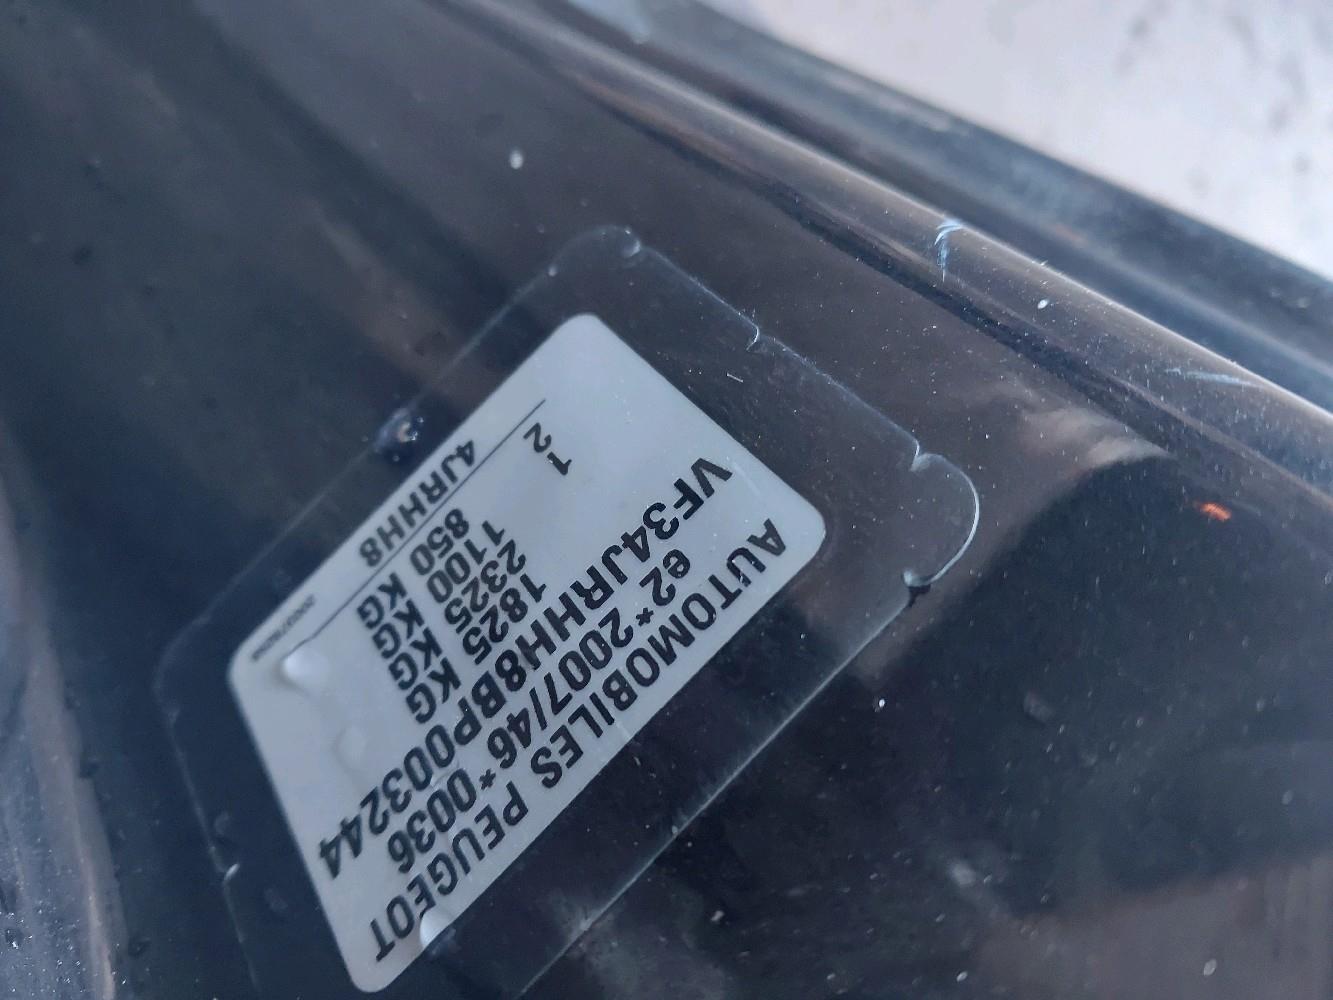 AUTOMOBILES PEUGEOT
e2*2007/46*0036
VF34JRHH8BP003244
1825 KG
2325 KG
1- 1100 KG
2- 850 KG
4JRHH8